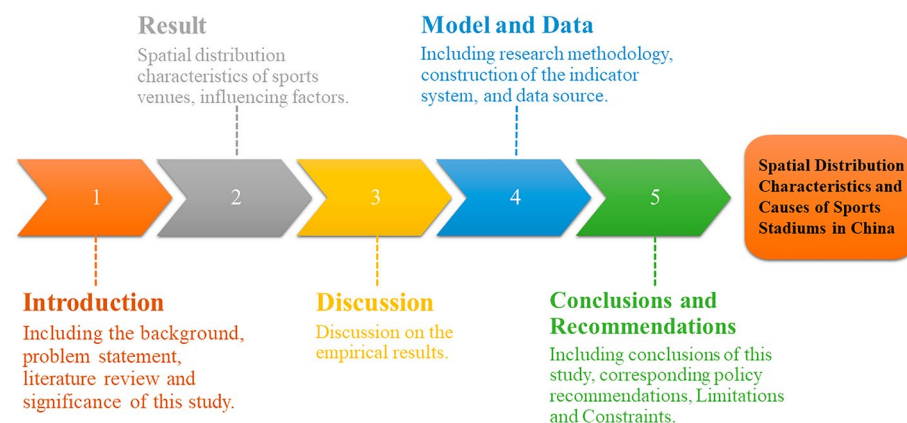 Result
Spatial distribution
characteristics of sports
venues, influencing factors.
Model and Data
Including research methodology,
construction of the indicator
system, and data source.
1
2
3
4
5
Spatial Distribution
Characteristics and
Causes of Sports
Stadiums in China
Introduction
Including the background,
problem statement,
literature review and
significance of this study.
Discussion
Discussion on the
empirical results.
Conclusions and
Recommendations
Including conclusions of this
study, corresponding policy
recommendations, Limitations
and Constraints.